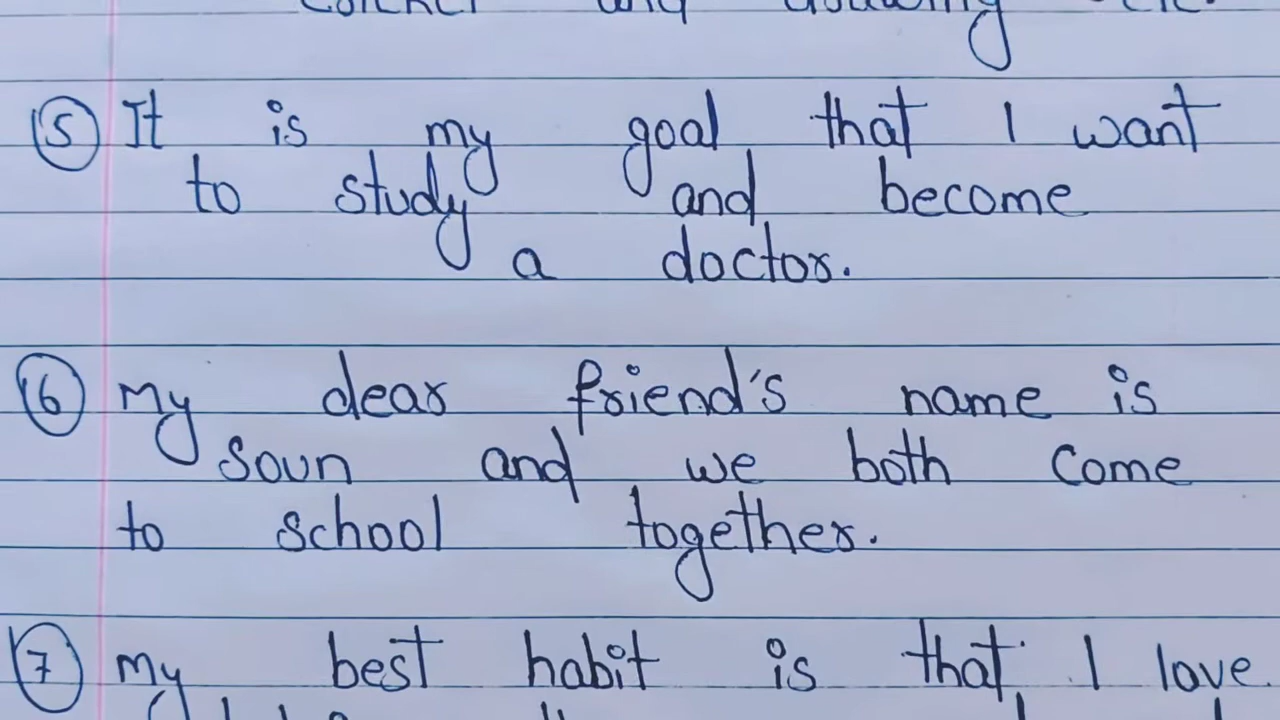 and
5 It is my goal that I want
to study and become
a doctor.
6 My dear friend's name is
soun and we both come
to school together.
7 My best habit is that I love